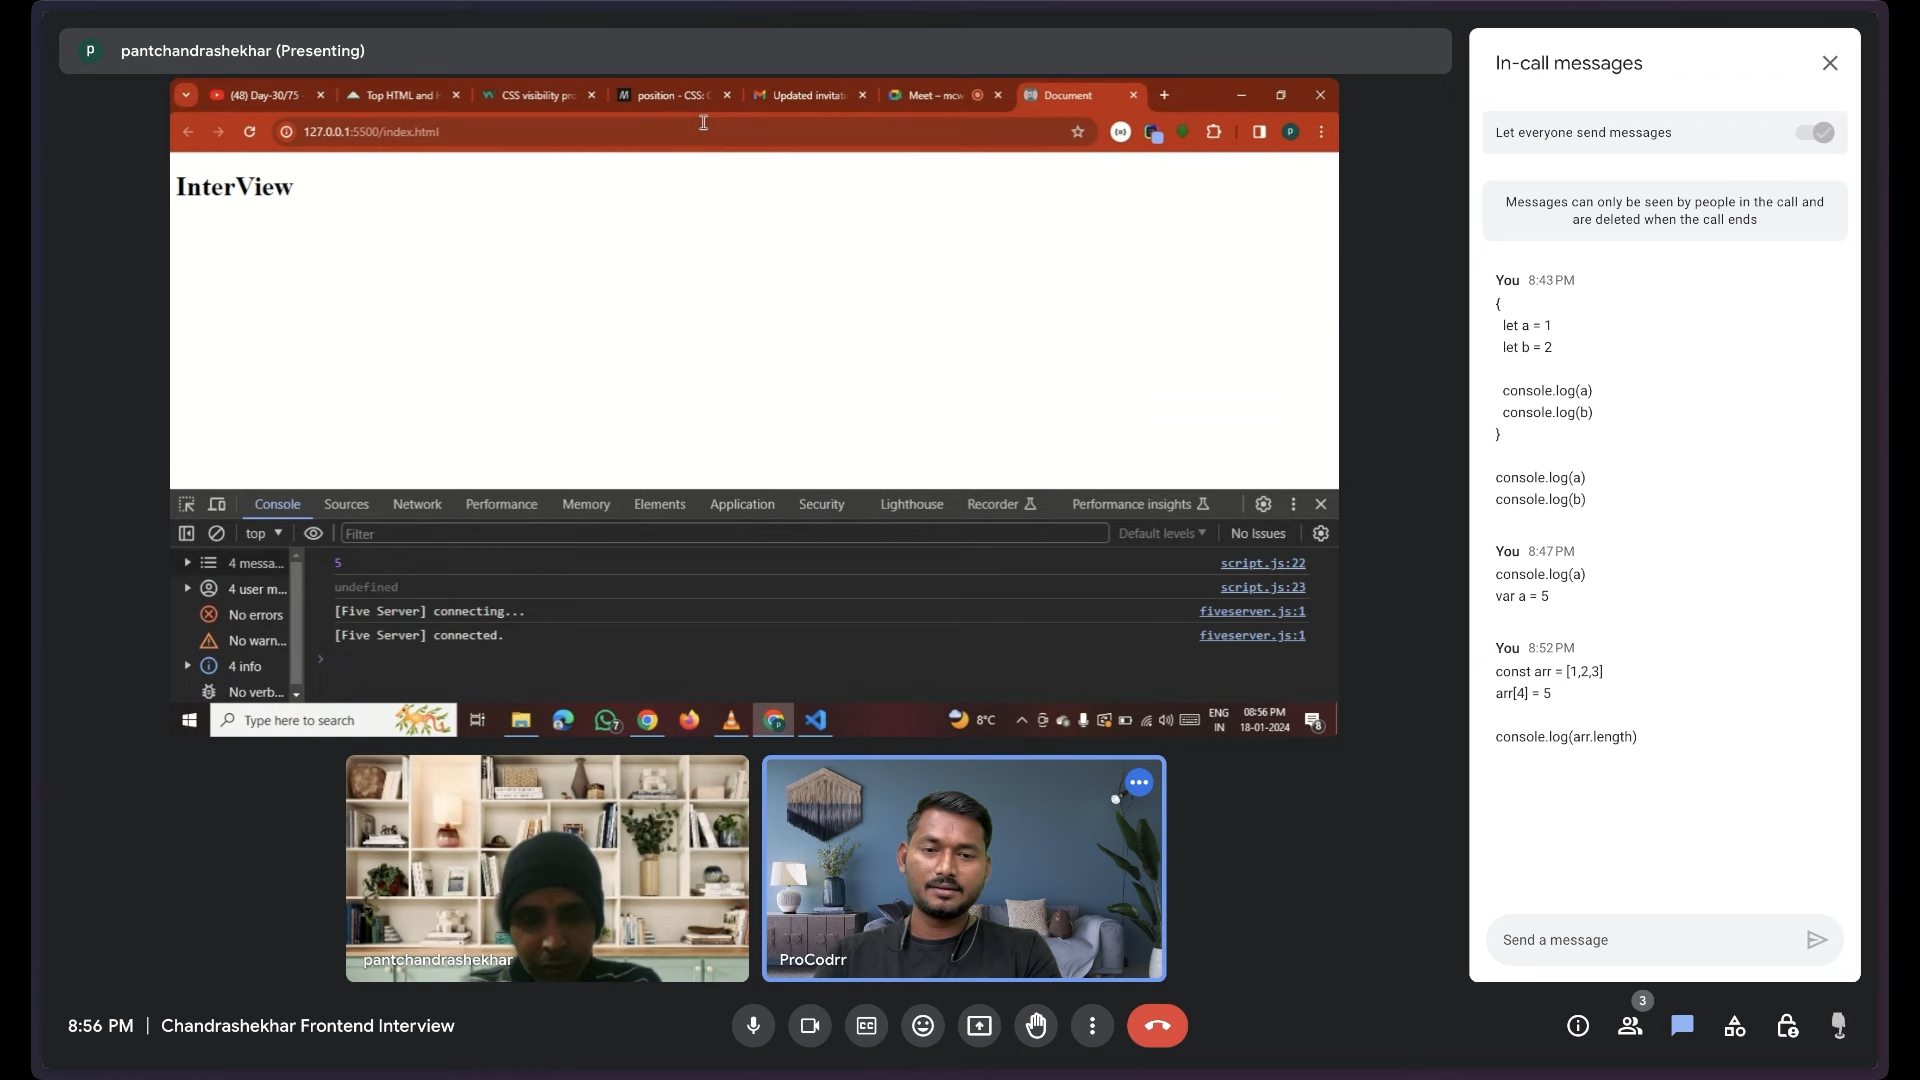 p pantchandrashekhar (Presenting)
(48) Day-30/75
Top HTML and
CSS visibility pr
position - CSS:
Updated invitat
Meet – mcw
Document
127.0.0.1:5500/index.html
InterView
Console Sources Network Performance Memory Elements Application Security Lighthouse Recorder Performance insights
top
Filter
Default levels
No Issues
4 messa...
4 user m...
No errors
No warn...
4 info
No verb...
5 script.js:22
undefined script.js:23
[Five Server] connecting... fiveserver.js:1
[Five Server] connected. fiveserver.js:1
Type here to search
7
8°C
ENG
IN
08:56 PM
18-01-2024
8
pantchandrashekhar
ProCodrr
8:56 PM | Chandrashekhar Frontend Interview
In-call messages
Let everyone send messages
Messages can only be seen by people in the call and
are deleted when the call ends
You 8:43 PM
{
let a = 1
let b = 2
console.log(a)
console.log(b)
}
console.log(a)
console.log(b)
You 8:47 PM
console.log(a)
var a = 5
You 8:52 PM
const arr = [1,2,3]
arr[4] = 5
console.log(arr.length)
Send a message
3